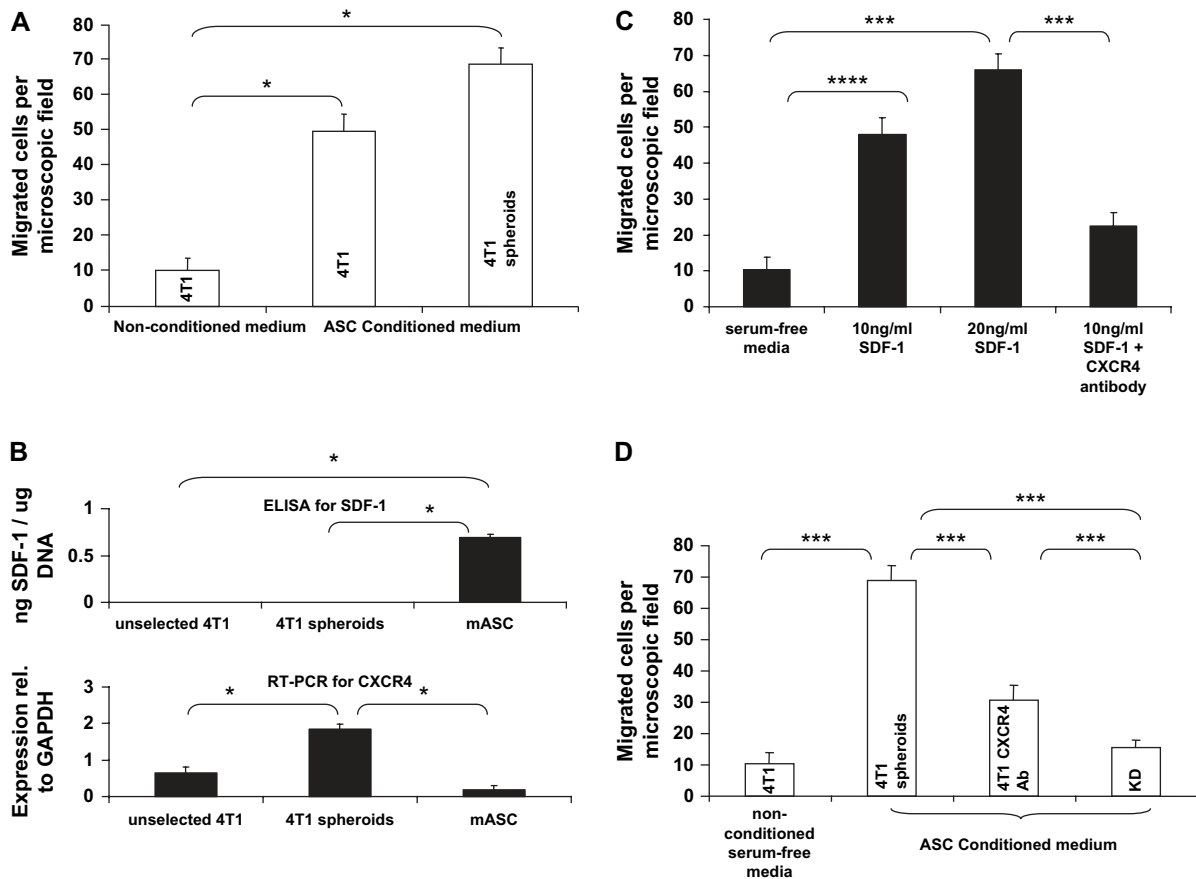 A
Migrated cells per
microscopic field
80
70
60
50
40
30
20
10
0
*
*
4T1
4T1
4T1
spheroids
Non-conditioned medium
ASC Conditioned medium
B
ng SDF-1 / ug
DNA
1
0.5
0
*
ELISA for SDF-1
*
unselected 4T1
4T1 spheroids
mASC
Expression rel.
to GAPDH
3
2
1
0
RT-PCR for CXCR4
*
*
unselected 4T1
4T1 spheroids
mASC
C
Migrated cells per
microscopic field
80
70
60
50
40
30
20
10
0
***
***
****
serum-free
media
10ng/ml
SDF-1
20ng/ml
SDF-1
10ng/ml
SDF-1 +
CXCR4
antibody
D
Migrated cells per
microscopic field
80
70
60
50
40
30
20
10
0
***
***
***
***
4T1
4T1
spheroids
4T1 CXCR4
Ab
KD
non-
conditioned
serum-free
media
ASC Conditioned medium